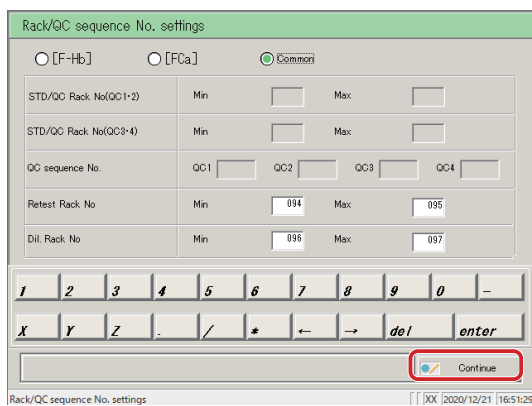 Rack/QC sequence No. settings
[F-Hb] [FCa] Common
STD/QC Rack No(QC1･2) Min Max
STD/QC Rack No(QC3･4) Min Max
QC sequence No. QC1 QC2 QC3 QC4
Retest Rack No Min 094 Max 095
Dil. Rack No Min 096 Max 097
1 2 3 4 5 6 7 8 9 0 -
X Y Z . / * ← → del enter
Continue
Rack/QC sequence No. settings XX 2020/12/21 16:51:29